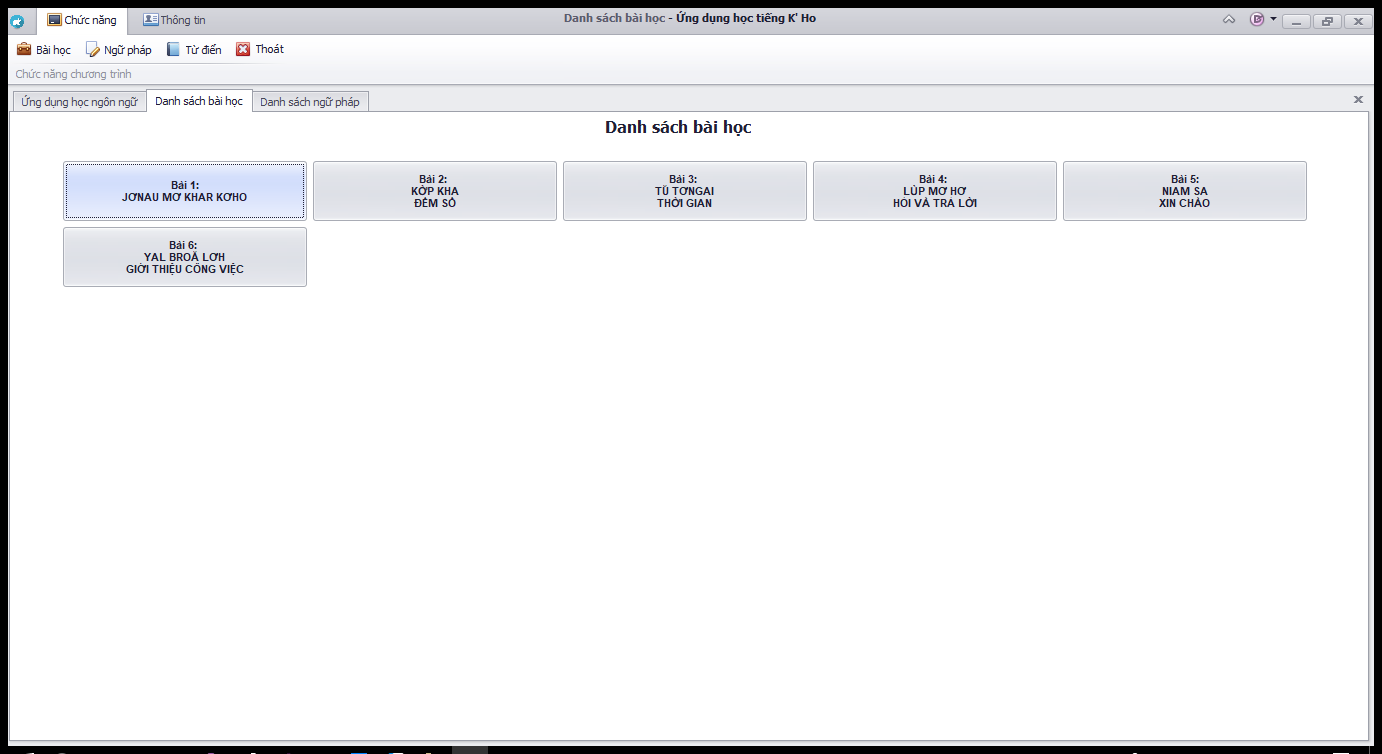 Chức năng
Thông tin
Danh sách bài học - Ứng dụng học tiếng K' Ho
Bài học
Ngữ pháp
Từ điển
Thoát
Chức năng chương trình
Ứng dụng học ngôn ngữ
Danh sách bài học
Danh sách ngữ pháp
Danh sách bài học
Bài 1:
JƠNAU MƠ KHAR KƠHO
Bài 2:
KỜP KHA
ĐẾM SỐ
Bài 3:
TŨ TƠNGAI
THỜI GIAN
Bài 4:
LÙP MƠ HƠ
HỎI VÀ TRẢ LỜI
Bài 5:
NIAM SA
XIN CHÀO
Bài 6:
YAL BROĂ LƠH
GIỚI THIỆU CÔNG VIỆC